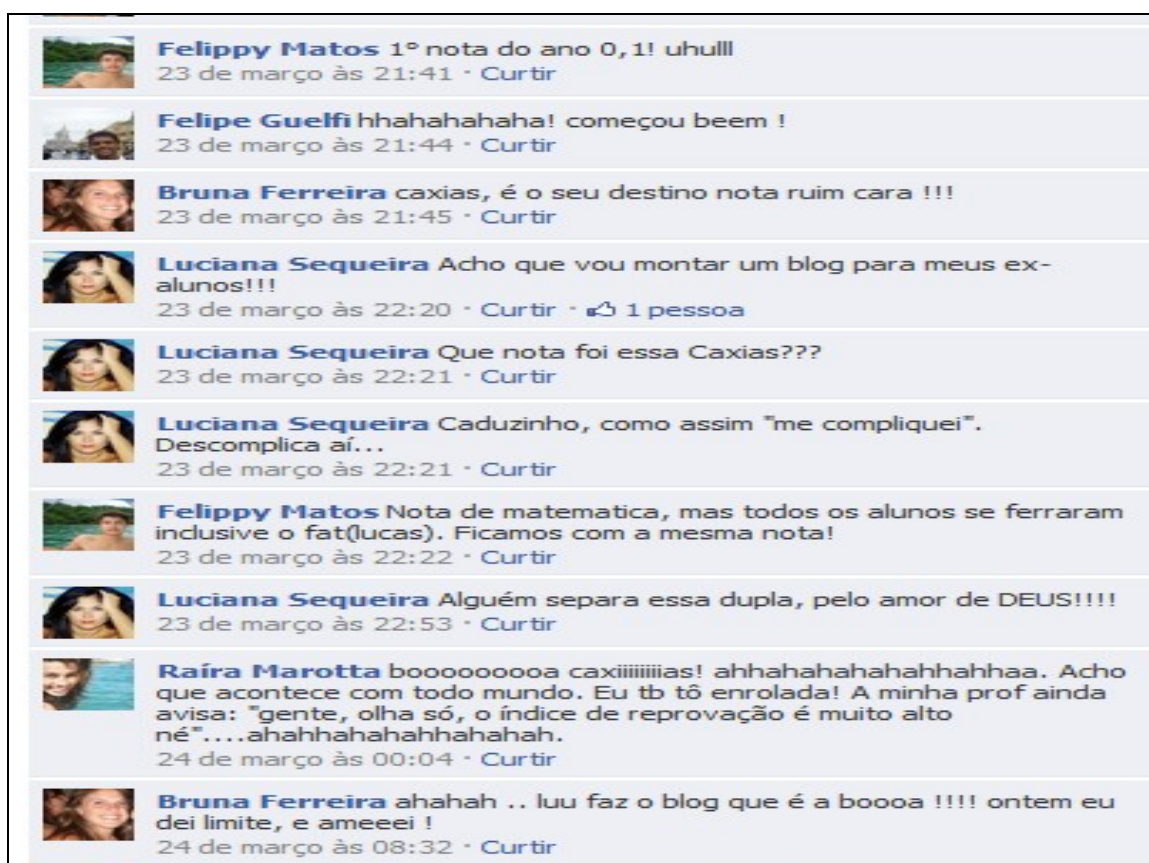 Felippy Matos 1º nota do ano 0,1! uhulll
23 de março às 21:41 · Curtir
Felipe Guelfi hhahahahaha! começou beem !
23 de março às 21:44 · Curtir
Bruna Ferreira caxias, é o seu destino nota ruim cara !!!
23 de março às 21:45 · Curtir
Luciana Sequeira Acho que vou montar um blog para meus ex-
alunos!!!
23 de março às 22:20 · Curtir · 1 pessoa
Luciana Sequeira Que nota foi essa Caxias???
23 de março às 22:21 · Curtir
Luciana Sequeira Caduzinho, como assim "me compliquei".
Descomplica aí...
23 de março às 22:21 · Curtir
Felippy Matos Nota de matematica, mas todos os alunos se ferraram
inclusive o fat(lucas). Ficamos com a mesma nota!
23 de março às 22:22 · Curtir
Luciana Sequeira Alguém separa essa dupla, pelo amor de DEUS!!!!
23 de março às 22:53 · Curtir
Raíra Marotta booooooooa caxiiiiiiiias! ahhahahahahahhahhaa. Acho
que acontece com todo mundo. Eu tb tô enrolada! A minha prof ainda
avisa: "gente, olha só, o índice de reprovação é muito alto
né"....ahahhahahahhahahah.
24 de março às 00:04 · Curtir
Bruna Ferreira ahahah .. luu faz o blog que é a boooa !!!! ontem eu
dei limite, e ameeei !
24 de março às 08:32 · Curtir